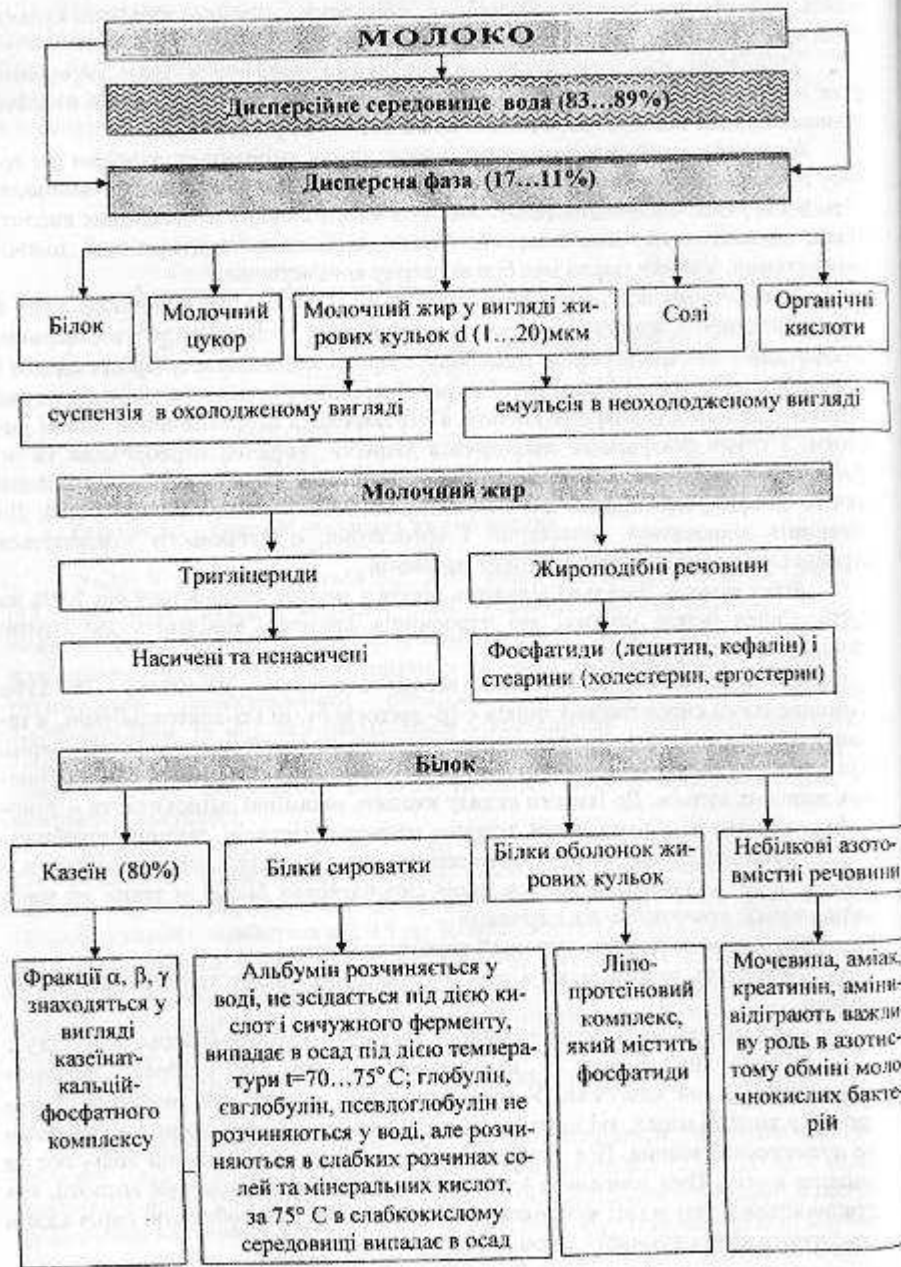 МОЛОКО
Дисперсійне середовище вода (83...89%)
Дисперсна фаза (17...11%)
Білок
Молочний
цукор
Молочний жир у вигляді жи-
рових кульок d (1...20)мкм
Солі
Органічні
кислоти
суспензія в охолодженому вигляді
емульсія в неохолодженому вигляді
Молочний жир
Тригліцериди
Жироподібні речовини
Насичені та ненасичені
Фосфатиди (лецитин, кефалін) і
стеарини (холестерин, ергостерин)
Білок
Казеїн (80%)
Білки сироватки
Білки оболонок жи-
рових кульок
Небілкові азото-
вмістні речовини
Фракції α, β, γ
знаходяться у
вигляді
казеїнат-
кальцій-
фосфатного
комплексу
Альбумін розчиняється у
воді, не зсідається під дією ки-
слот і сичужного ферменту,
випадає в осад під дією темпера-
тури t=70...75° С; глобулін,
євглобулін, псевлоглобулін не
розчиняються у воді, але розчи-
няються в слабких розчинах со-
лей та мінеральних кислот,
за 75° С в слабкокислому
середовищі випадає в осад
Ліпо-
протеїновий
комплекс,
який містить
фосфатиди
Мочевина, аміак,
креатинін, аміни-
відіграють важли-
ву роль в азотис-
тому обміні моло
чнокислих бакте
рій